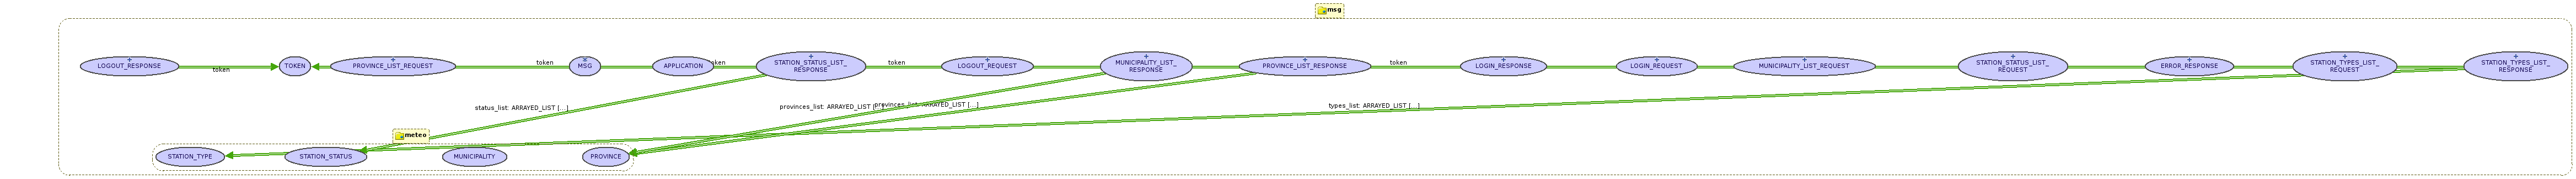 msg
+
+
*
+
+
+
+
+
+
+
+
+
+
+
LOGOUT_RESPONSE
token
TOKEN
PROVINCE_LIST_REQUEST
token
MSG
APPLICATION
token
STATION_STATUS_LIST_
RESPONSE
token
LOGOUT_REQUEST
MUNICIPALITY_LIST_
RESPONSE
PROVINCE_LIST_RESPONSE
token
LOGIN_RESPONSE
LOGIN_REQUEST
MUNICIPALITY_LIST_REQUEST
STATION_STATUS_LIST_
REQUEST
ERROR_RESPONSE
STATION_TYPES_LIST_
REQUEST
STATION_TYPES_LIST_
RESPONSE
status_list: ARRAYED_LIST [...]
provinces_list: ARRAYED_LIST [...]
provinces_list: ARRAYED_LIST [...]
types_list: ARRAYED_LIST [...]
meteo
STATION_TYPE
STATION_STATUS
MUNICIPALITY
PROVINCE